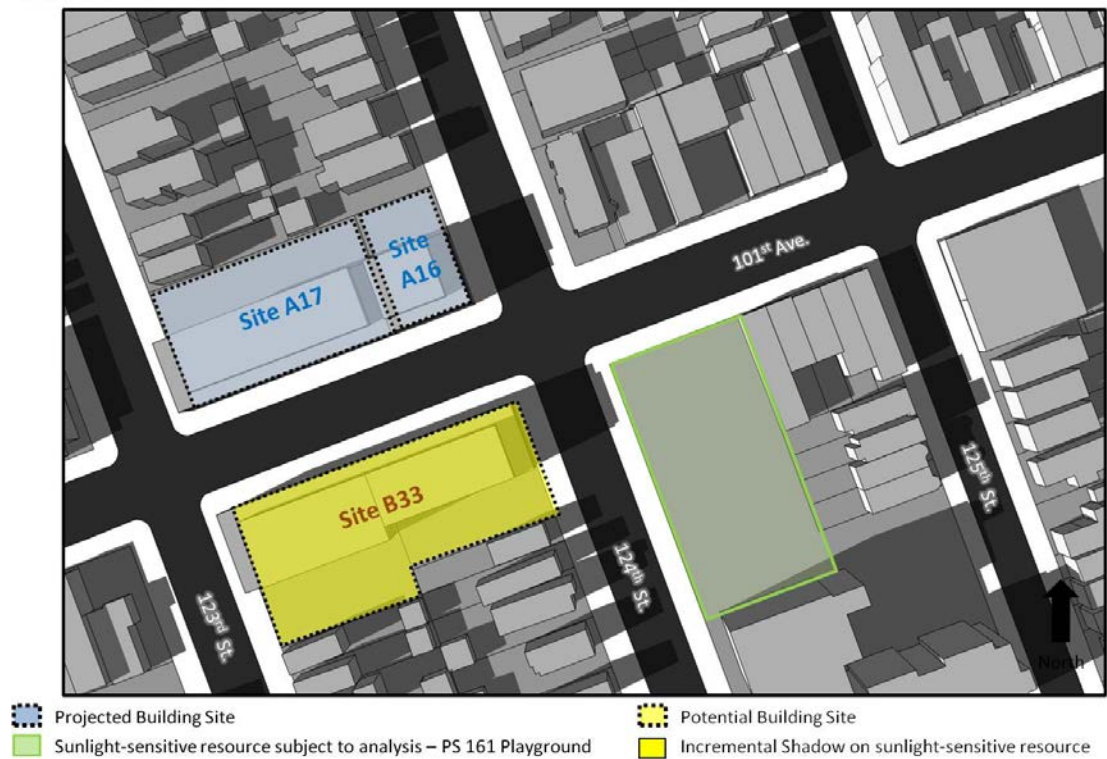 Site
A16
Site A17
101st Ave.
Site B33
125th St.
124th St.
123rd St.
North
Projected Building Site
Potential Building Site
Sunlight-sensitive resource subject to analysis – PS 161 Playground
Incremental Shadow on sunlight-sensitive resource